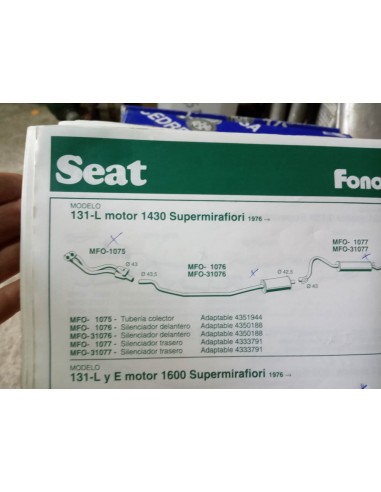 Seat
Fono
MODELO
131-L motor 1430 Supermirafiori 1976 →
MFO-1075
Ø 43
Ø 43,5
MFO- 1076
MFO-31076
Ø 42,5
Ø 43
MFO- 1077
MFO-31077
MFO- 1075 - Tubería colector Adaptable 4351944
MFO- 1076 - Silenciador delantero Adaptable 4350188
MFO-31076 - Silenciador delantero Adaptable 4350188
MFO- 1077 - Silenciador trasero Adaptable 4333791
MFO-31077 - Silenciador trasero Adaptable 4333791
MODELO
131-L y E motor 1600 Supermirafiori 1976 →